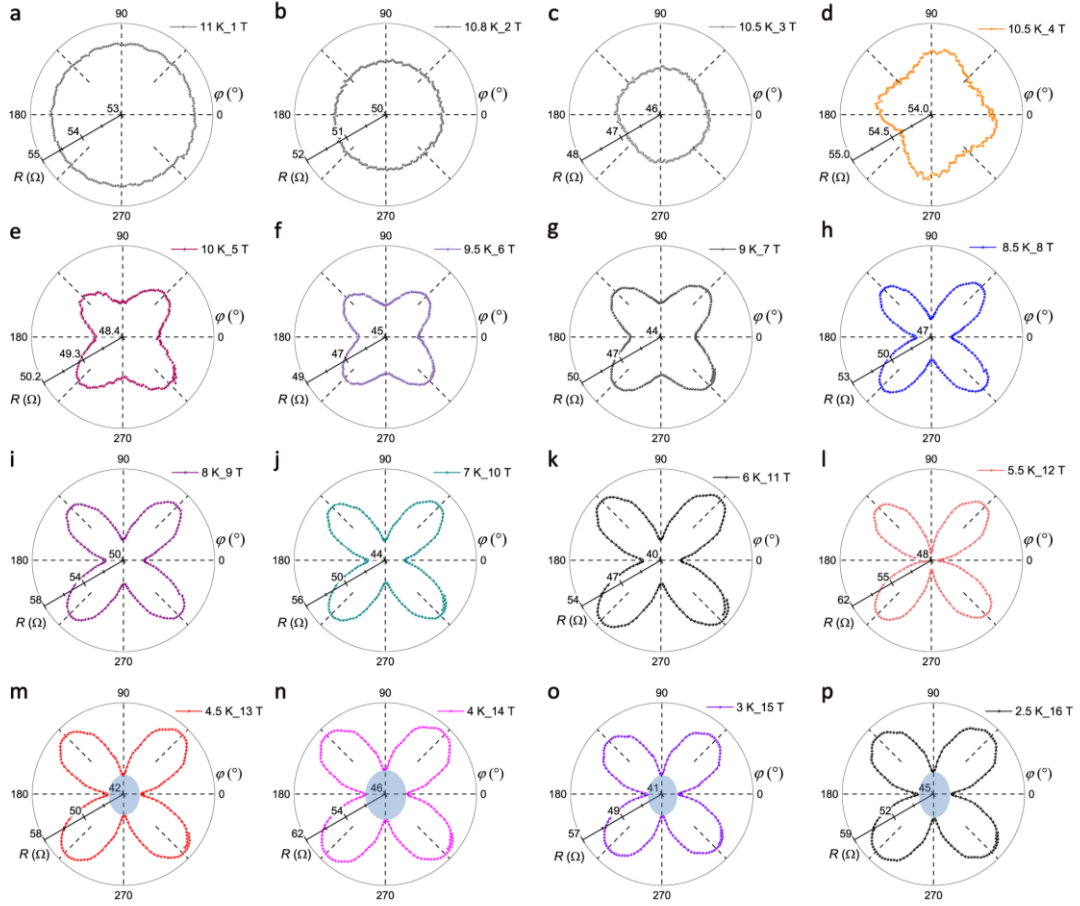 a
90
11 K_1 T
φ (°)
180
53
0
54
55
R (Ω)
270
b
90
10.8 K_2 T
φ (°)
180
50
0
51
52
R (Ω)
270
c
90
10.5 K_3 T
φ (°)
180
46
0
47
48
R (Ω)
270
d
90
10.5 K_4 T
φ (°)
180
54.0
0
54.5
55.0
R (Ω)
270
e
90
10 K_5 T
φ (°)
180
48.4
0
49.3
50.2
R (Ω)
270
f
90
9.5 K_6 T
φ (°)
180
45
0
47
49
R (Ω)
270
g
90
9 K_7 T
φ (°)
180
44
0
47
50
R (Ω)
270
h
90
8.5 K_8 T
φ (°)
180
47
0
50
53
R (Ω)
270
i
90
8 K_9 T
φ (°)
180
50
0
54
58
R (Ω)
270
j
90
7 K_10 T
φ (°)
180
44
0
50
56
R (Ω)
270
k
90
6 K_11 T
φ (°)
180
40
0
47
54
R (Ω)
270
l
90
5.5 K_12 T
φ (°)
180
48
0
55
62
R (Ω)
270
m
90
4.5 K_13 T
φ (°)
180
42
0
50
58
R (Ω)
270
n
90
4 K_14 T
φ (°)
180
46
0
54
62
R (Ω)
270
o
90
3 K_15 T
φ (°)
180
41
0
49
57
R (Ω)
270
p
90
2.5 K_16 T
φ (°)
180
45
0
52
59
R (Ω)
270